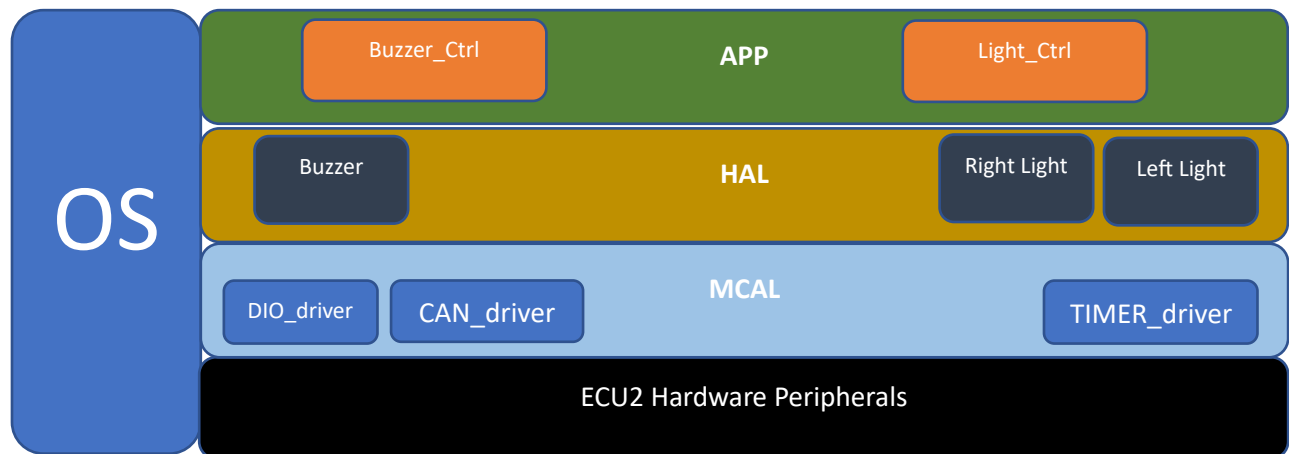 OS
Buzzer_Ctrl
APP
Light_Ctrl
Buzzer
HAL
Right Light
Left Light
DIO_driver
CAN_driver
MCAL
TIMER_driver
ECU2 Hardware Peripherals